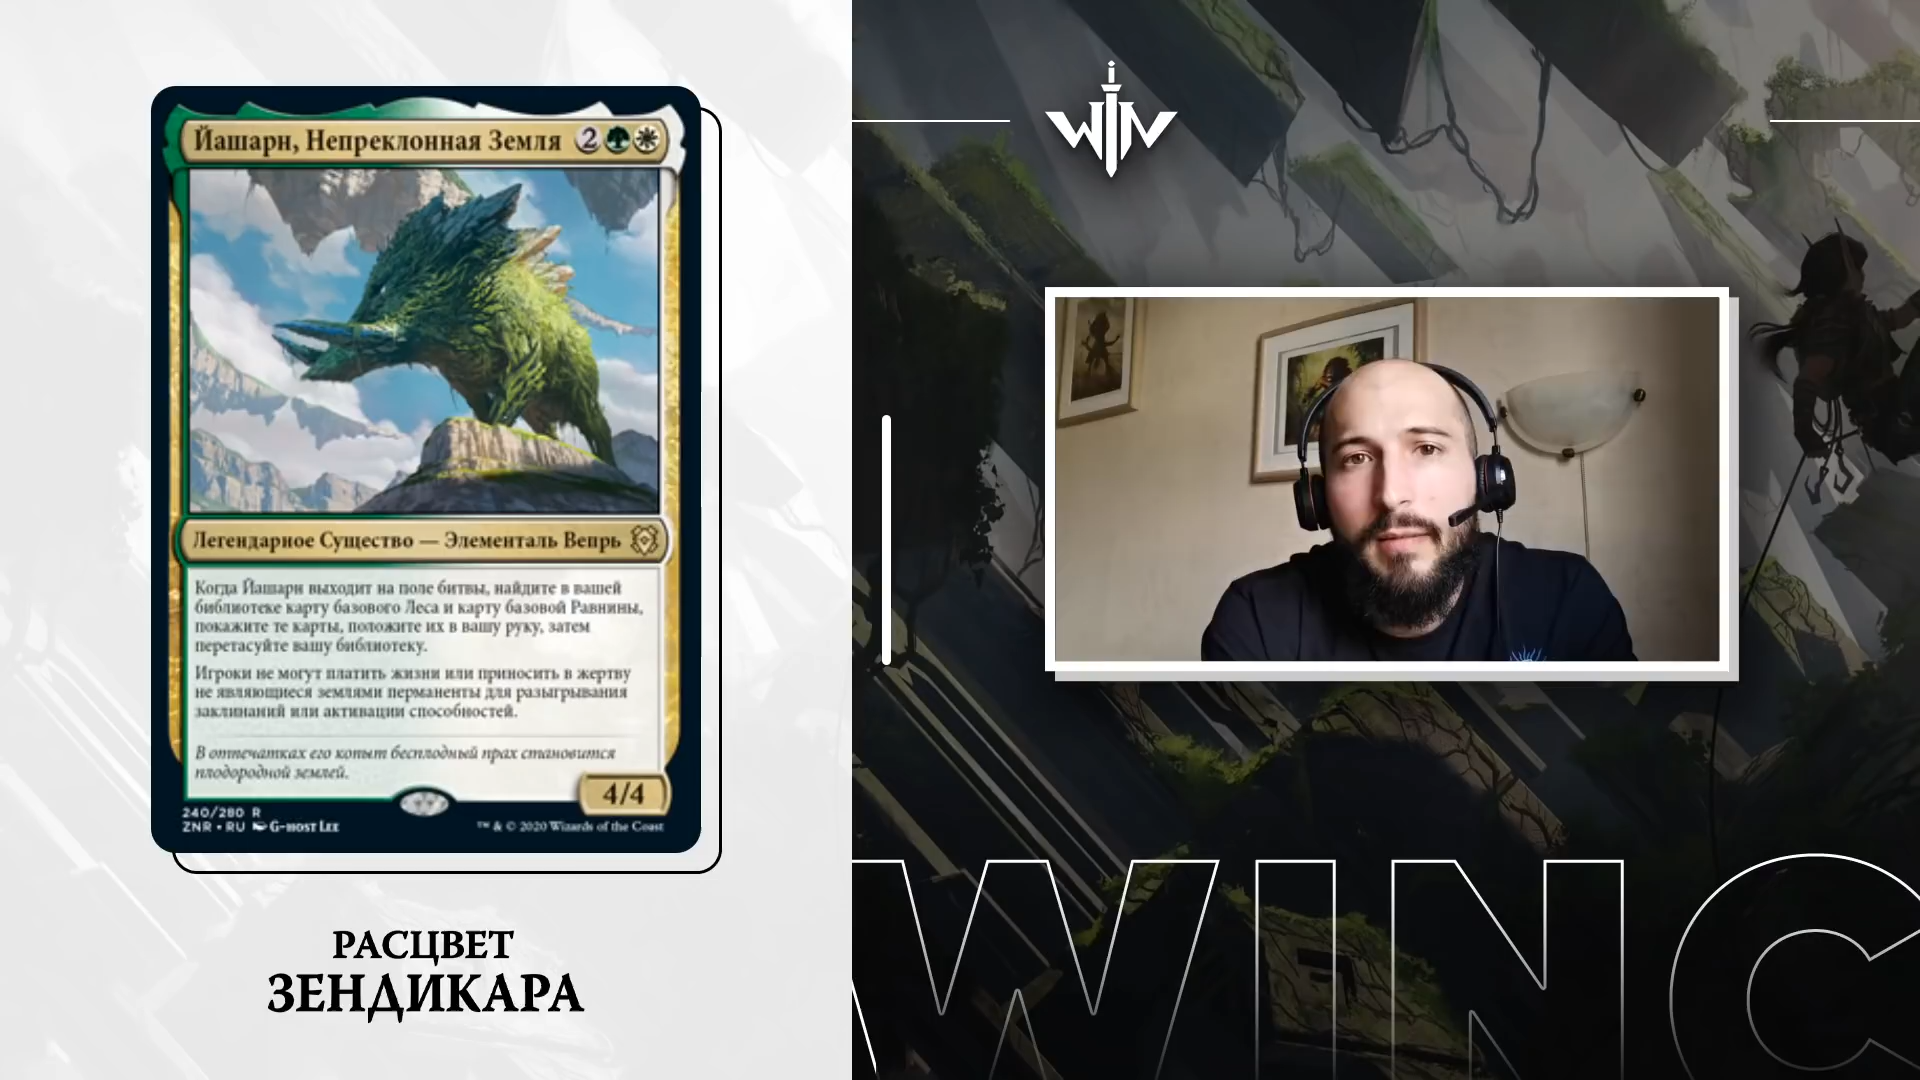 Йашарн, Непреклонная Земля 2
Легендарное Существо — Элементаль Вепрь
Когда Йашарн выходит на поле битвы, найдите в вашей
библиотеке карту базового Леса и карту базовой Равнины,
покажите те карты, положите их в вашу руку, затем
перетасуйте вашу библиотеку.
Игроки не могут платить жизни или приносить в жертву
не являющиеся землями перманенты для разыгрывания
заклинаний или активации способностей.
В отпечатках его копыт бесплодный прах становится
плодородной землей.
4/4
240/280 R
ZNR • RU G-host Lee
™ & © 2020 Wizards of the Coast
РАСЦВЕТ
ЗЕНДИКАРА
WIN
WINC